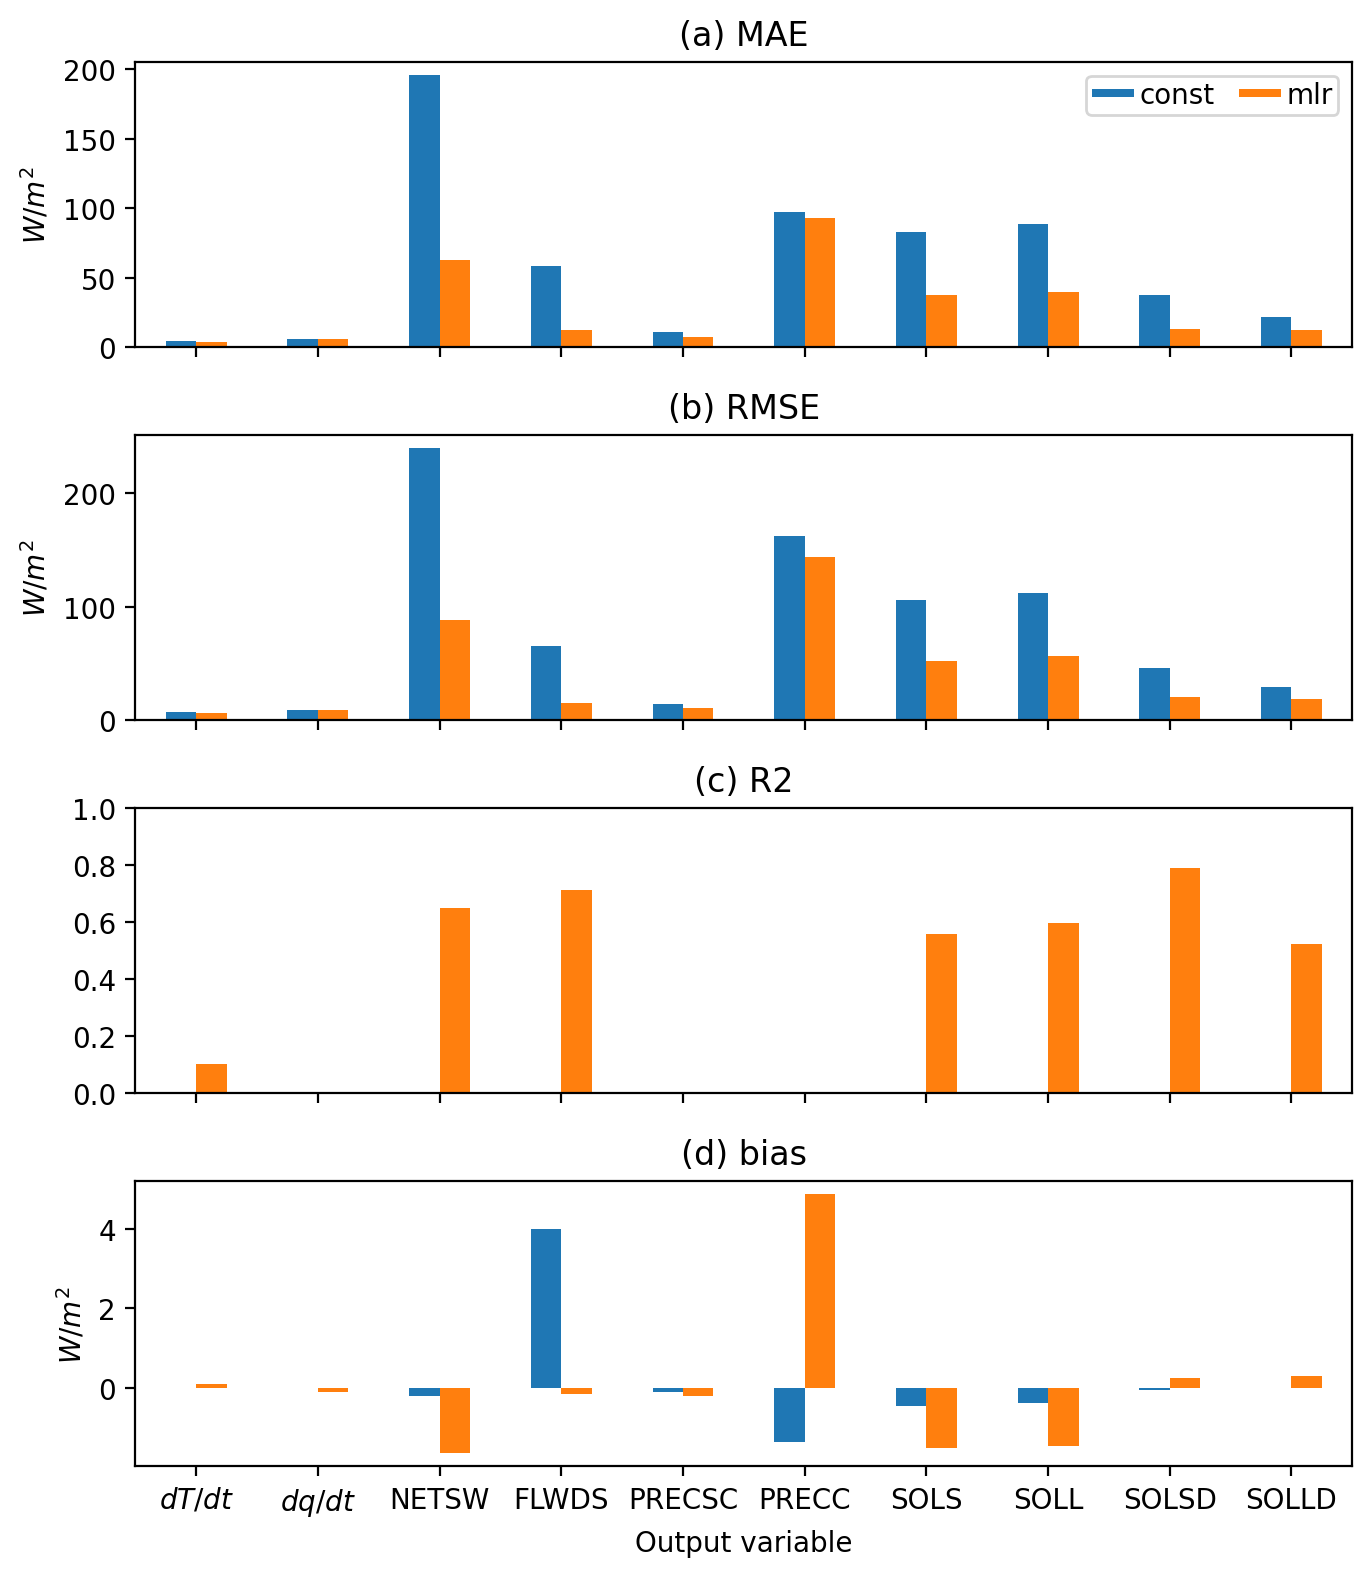 (a) MAE
200
150
100
50
0
W/m²
const mlr
(b) RMSE
200
100
0
W/m²
(c) R2
1.0
0.8
0.6
0.4
0.2
0.0
(d) bias
4
2
0
W/m²
dT/dt dq/dt NETSW FLWDS PRECSC PRECC SOLS SOLL SOLSD SOLLD
Output variable